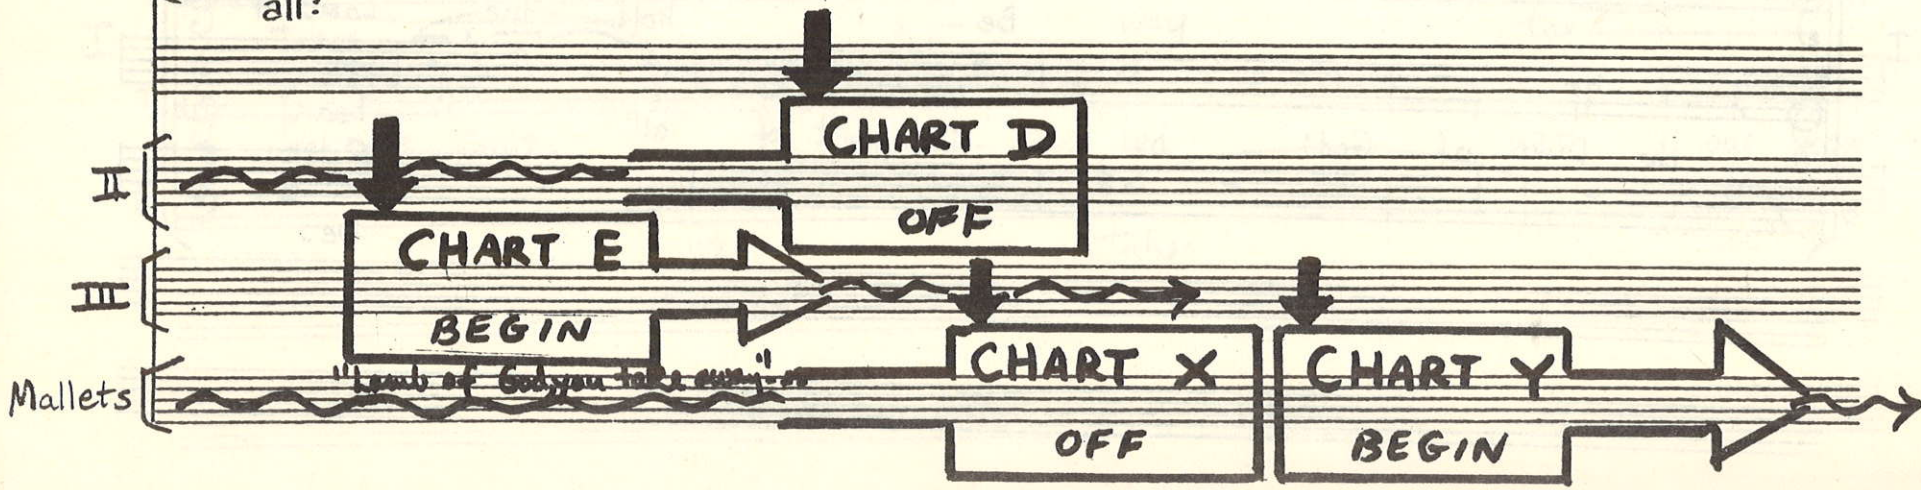 all:
CHART D
II
OFF
CHART E
III
BEGIN
"Lamb of God, you take away"
CHART X
CHART Y
Mallets
OFF
BEGIN